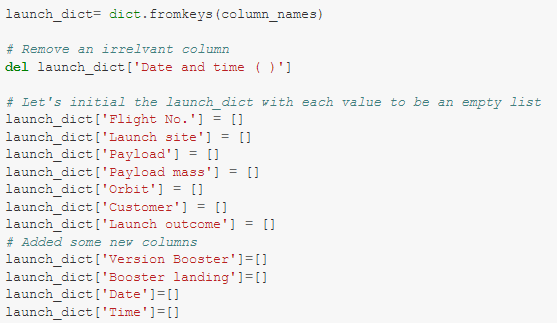 launch_dict= dict.fromkeys(column_names)
# Remove an irrelvant column
del launch_dict['Date and time ( )']
# Let's initial the launch_dict with each value to be an empty list
launch_dict['Flight No.'] = []
launch_dict['Launch site'] = []
launch_dict['Payload'] = []
launch_dict['Payload mass'] = []
launch_dict['Orbit'] = []
launch_dict['Customer'] = []
launch_dict['Launch outcome'] = []
# Added some new columns
launch_dict['Version Booster']=[]
launch_dict['Booster landing']=[]
launch_dict['Date']=[]
launch_dict['Time']=[]